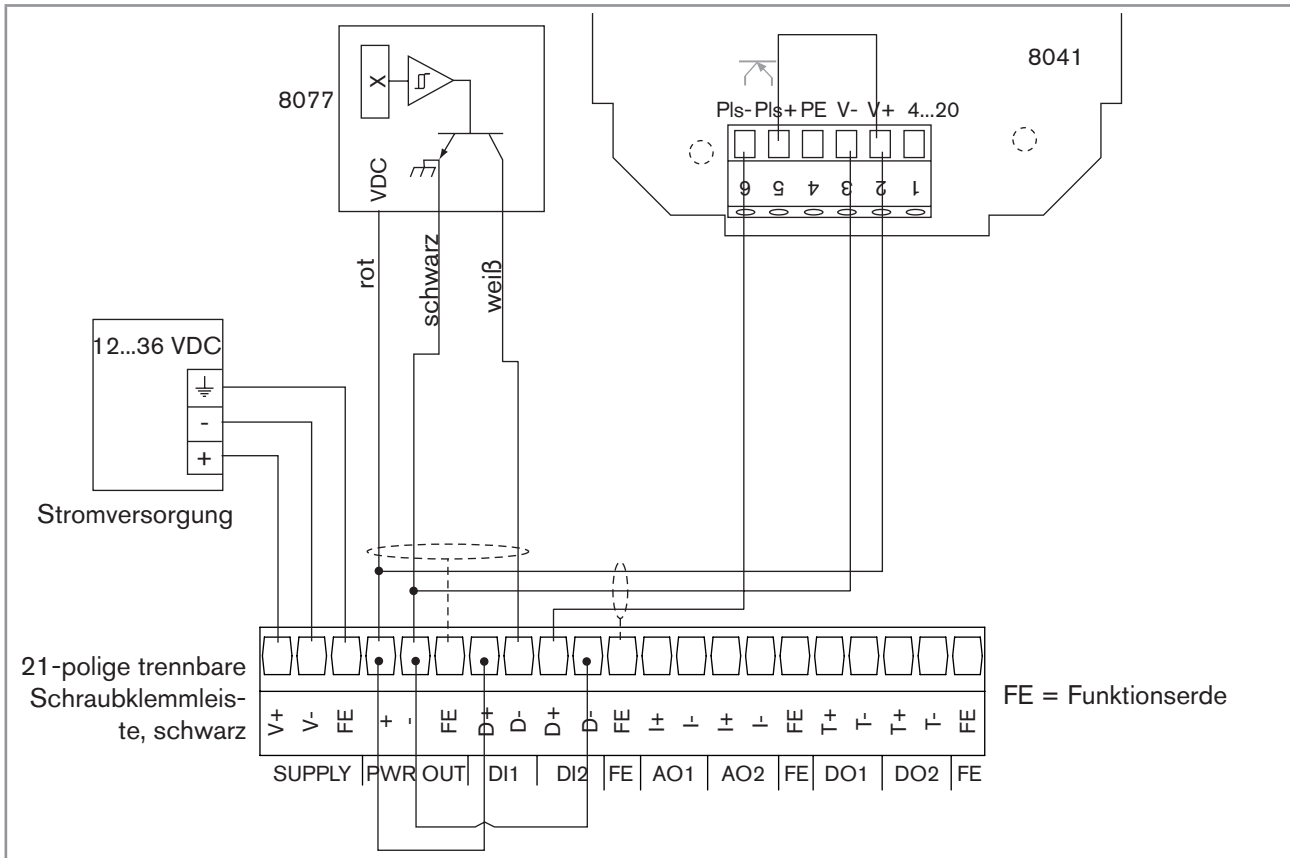 8077
X
VDC
rot
schwarz
weiß
8041
Pls- Pls+ PE V- V+ 4...20
6 5 4 3 2 1
12...36 VDC
-
+
Stromversorgung
21-polige trennbare
Schraubklemmleis-
te, schwarz
FE = Funktionserde
V+ V- FE + - FE D+ D- D+ D- FE I+ I- I+ I- FE T+ T- T+ T- FE
SUPPLY PWR OUT DI1 DI2 FE AO1 AO2 FE DO1 DO2 FE